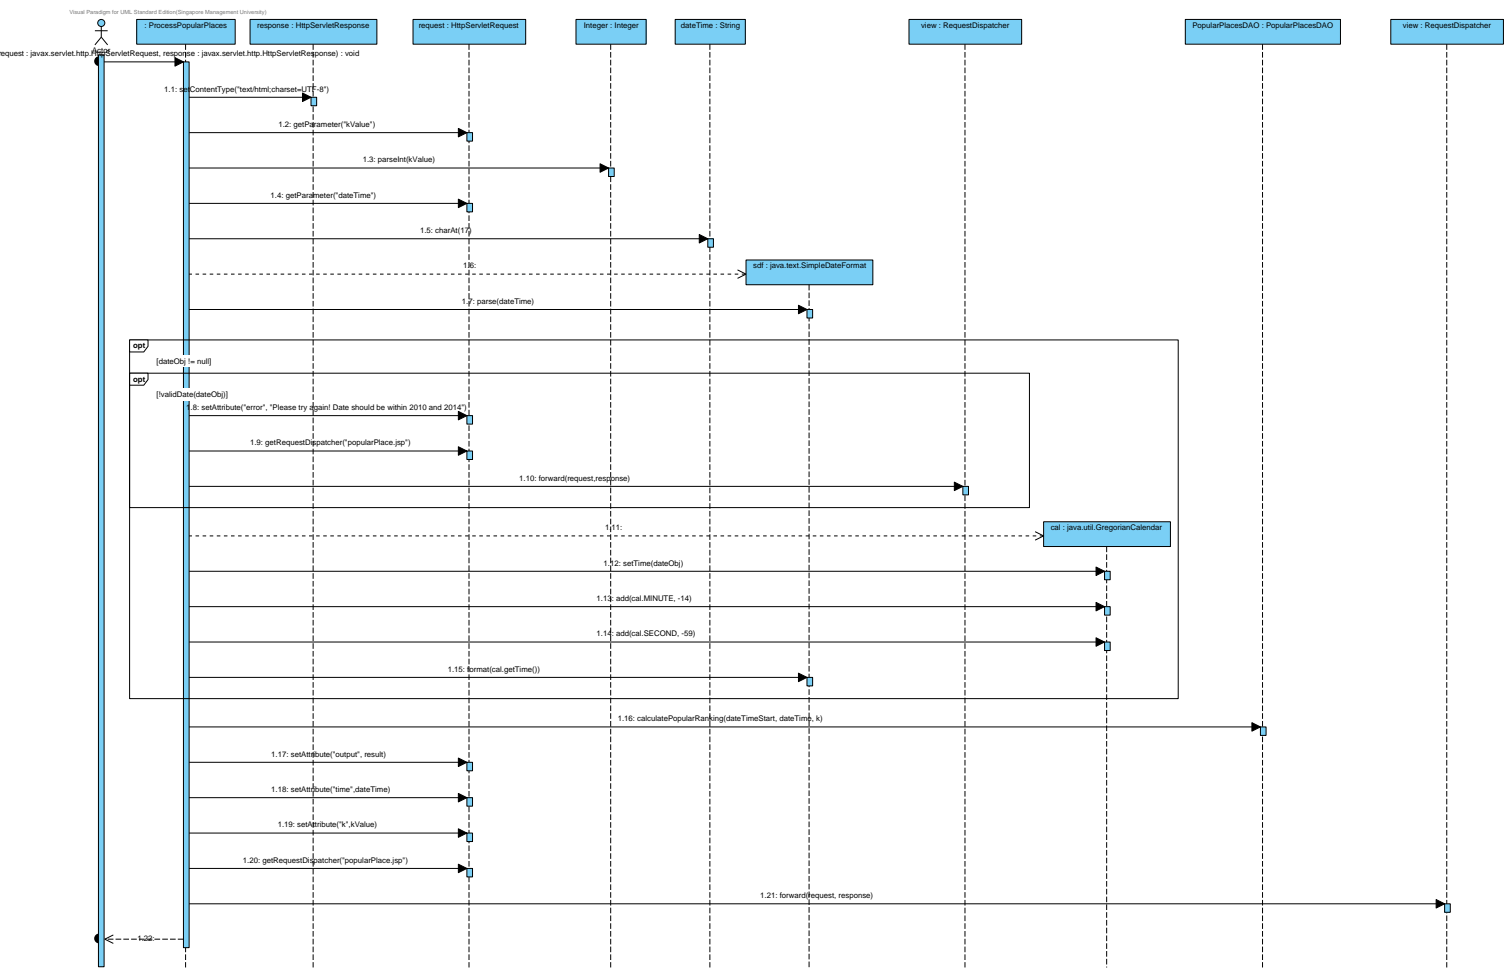 Visual Paradigm for UML Standard Edition(Singapore Management University)
: ProcessPopularPlaces
response : HttpServletResponse
request : HttpServletRequest
Integer : Integer
dateTime : String
view : RequestDispatcher
PopularPlacesDAO : PopularPlacesDAO
view : RequestDispatcher
Actor
request : javax.servlet.http.HttpServletRequest, response : javax.servlet.http.HttpServletResponse) : void
1.1: setContentType("text/html;charset=UTF-8")
1.2: getParameter("kValue")
1.3: parseInt(kValue)
1.4: getParameter("dateTime")
1.5: charAt(17)
1.6:
sdf : java.text.SimpleDateFormat
1.7: parse(dateTime)
opt
[dateObj != null]
opt
[!validDate(dateObj)]
1.8: setAttribute("error", "Please try again! Date should be within 2010 and 2014")
1.9: getRequestDispatcher("popularPlace.jsp")
1.10: forward(request,response)
1.11:
cal : java.util.GregorianCalendar
1.12: setTime(dateObj)
1.13: add(cal.MINUTE, -14)
1.14: add(cal.SECOND, -59)
1.15: format(cal.getTime())
1.16: calculatePopularRanking(dateTimeStart, dateTime, k)
1.17: setAttribute("output", result)
1.18: setAttribute("time",dateTime)
1.19: setAttribute("k",kValue)
1.20: getRequestDispatcher("popularPlace.jsp")
1.21: forward(request, response)
1.22: